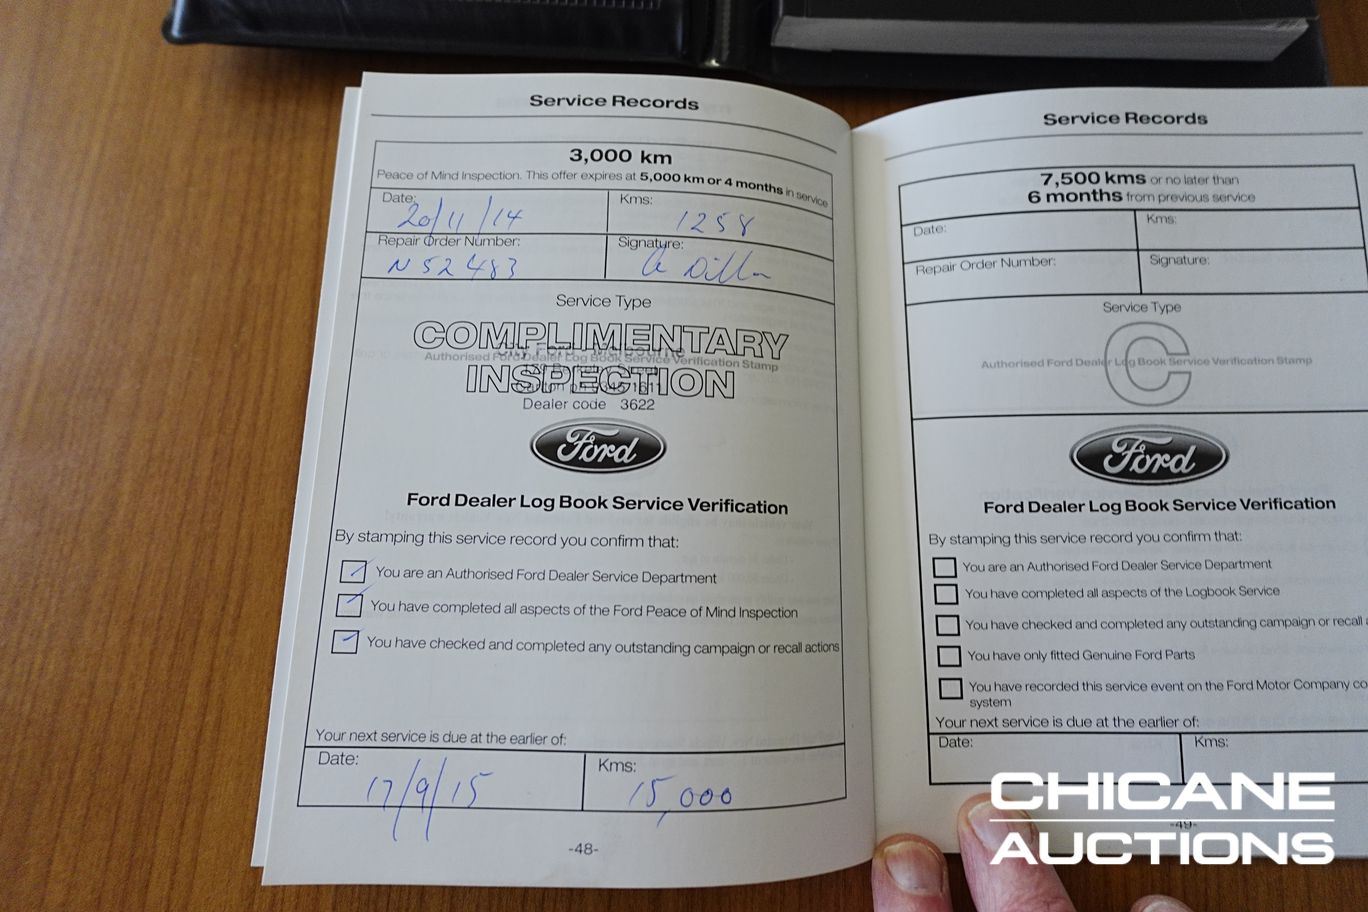 Service Records
3,000 km
Peace of Mind Inspection. This offer expires at 5,000 km or 4 months in service
Date: Kms:
20/11/14 1258
Repair Order Number: Signature:
N 52483
Service Type
COMPLIMENTARY
City Ford Melbourne
Authorised Ford Dealer Log Book Service Verification Stamp
INSPECTION
Dealer code 3622
Ford
Ford Dealer Log Book Service Verification
By stamping this service record you confirm that:
You are an Authorised Ford Dealer Service Department
You have completed all aspects of the Ford Peace of Mind Inspection
You have checked and completed any outstanding campaign or recall actions
Your next service is due at the earlier of:
Date: Kms:
17/9/15 15,000
-48-
Service Records
7,500 kms or no later than
6 months from previous service
Date: Kms:
Repair Order Number: Signature:
Service Type
C
Authorised Ford Dealer Log Book Service Verification Stamp
Ford
Ford Dealer Log Book Service Verification
By stamping this service record you confirm that:
You are an Authorised Ford Dealer Service Department
You have completed all aspects of the Logbook Service
You have checked and completed any outstanding campaign or recall a
You have only fitted Genuine Ford Parts
You have recorded this service event on the Ford Motor Company co
system
Your next service is due at the earlier of:
Date: Kms:
-49-
CHICANE
AUCTIONS